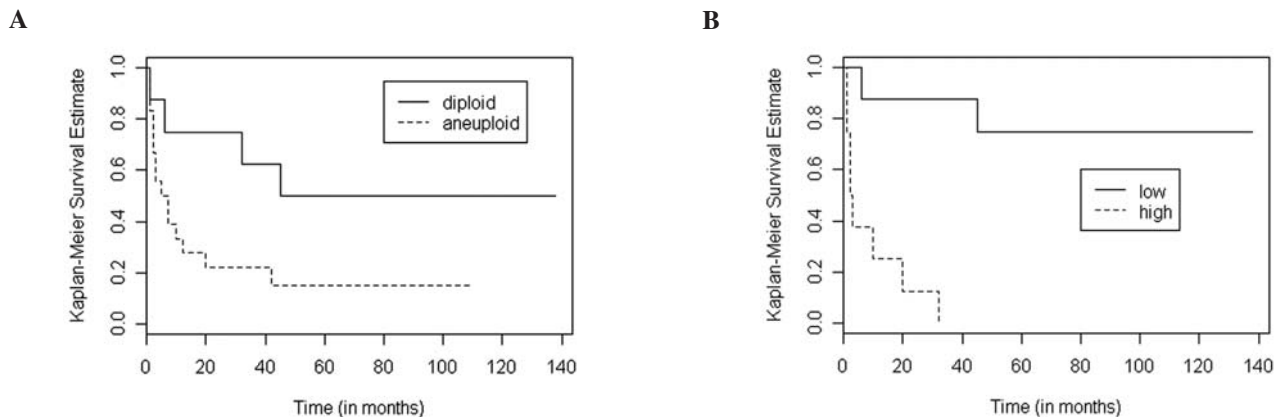 A
Kaplan-Meier Survival Estimate
1.0
0.8
0.6
0.4
0.2
0.0
diploid
aneuploid
0 20 40 60 80 100 120 140
Time (in months)
B
Kaplan-Meier Survival Estimate
1.0
0.8
0.6
0.4
0.2
0.0
low
high
0 20 40 60 80 100 120 140
Time (in months)